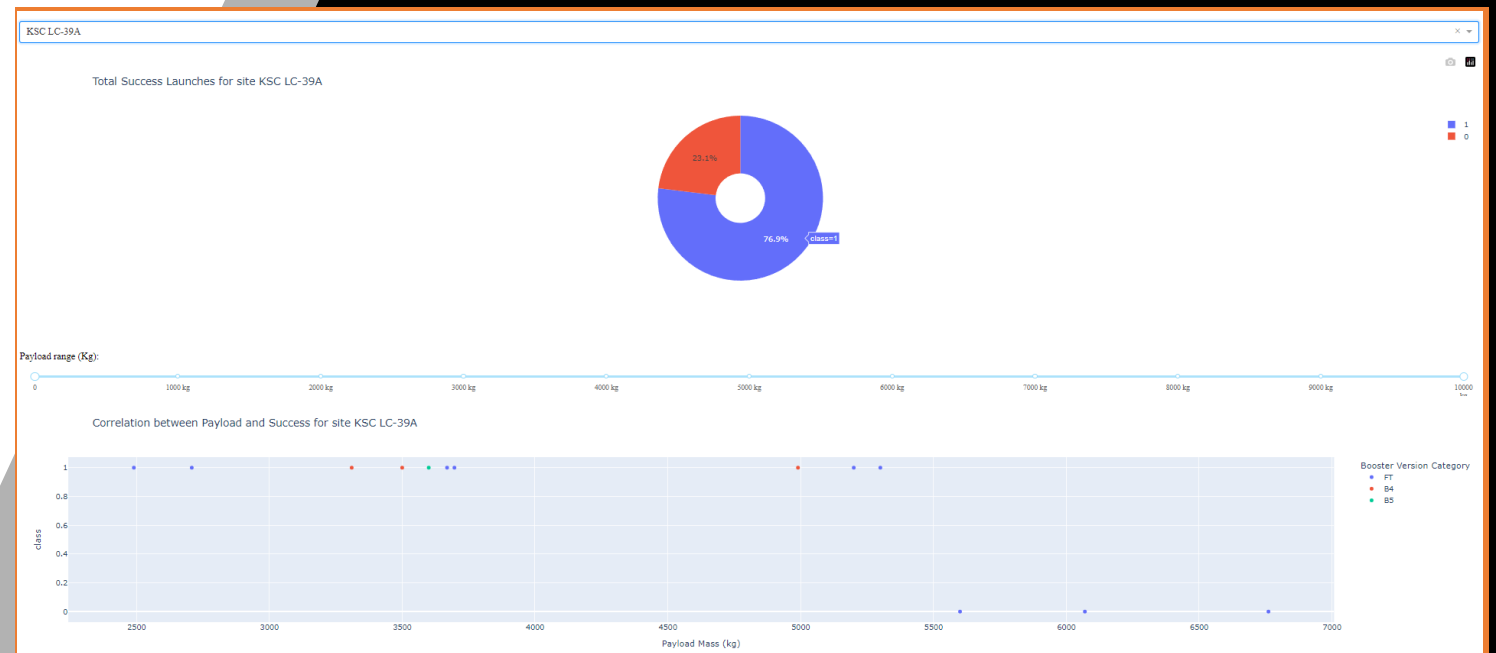 KSC LC-39A
Total Success Launches for site KSC LC-39A
1
0
23.1%
76.9%
class=1
Payload range (Kg):
0 1000 kg 2000 kg 3000 kg 4000 kg 5000 kg 6000 kg 7000 kg 8000 kg 9000 kg 10000
Correlation between Payload and Success for site KSC LC-39A
Booster Version Category
FT
B4
B5
class
1
0.8
0.6
0.4
0.2
0
2500 3000 3500 4000 4500 5000 5500 6000 6500 7000
Payload Mass (kg)